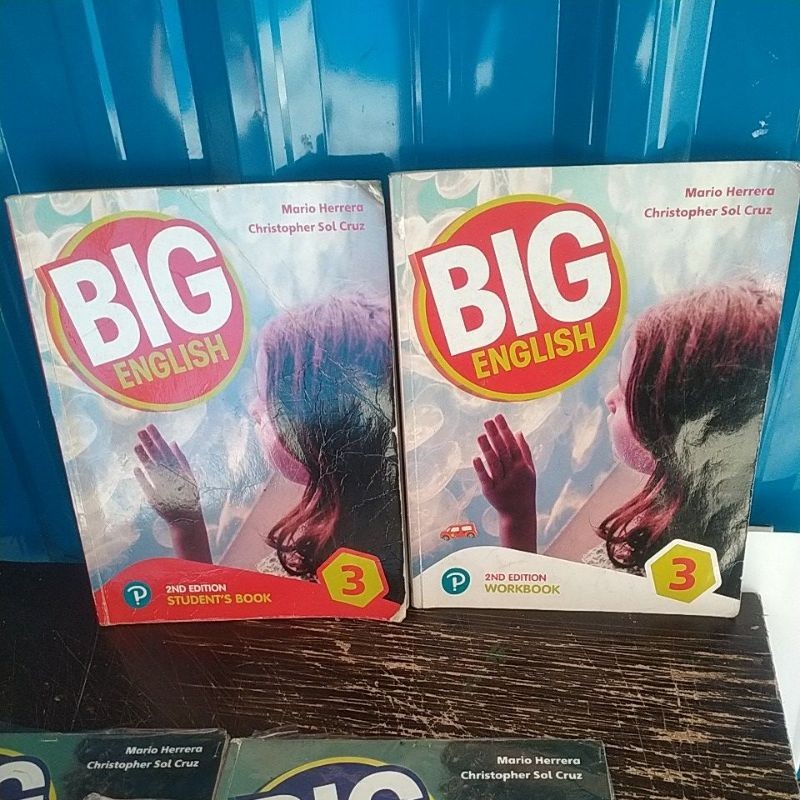 Mario Herrera
Christopher Sol Cruz
BIG
ENGLISH
P
2ND EDITION
STUDENT'S BOOK
3
Mario Herrera
Christopher Sol Cruz
BIG
ENGLISH
P
2ND EDITION
WORKBOOK
3
Mario Herrera
Christopher Sol Cruz
G
Mario Herrera
Christopher Sol Cruz
BIG